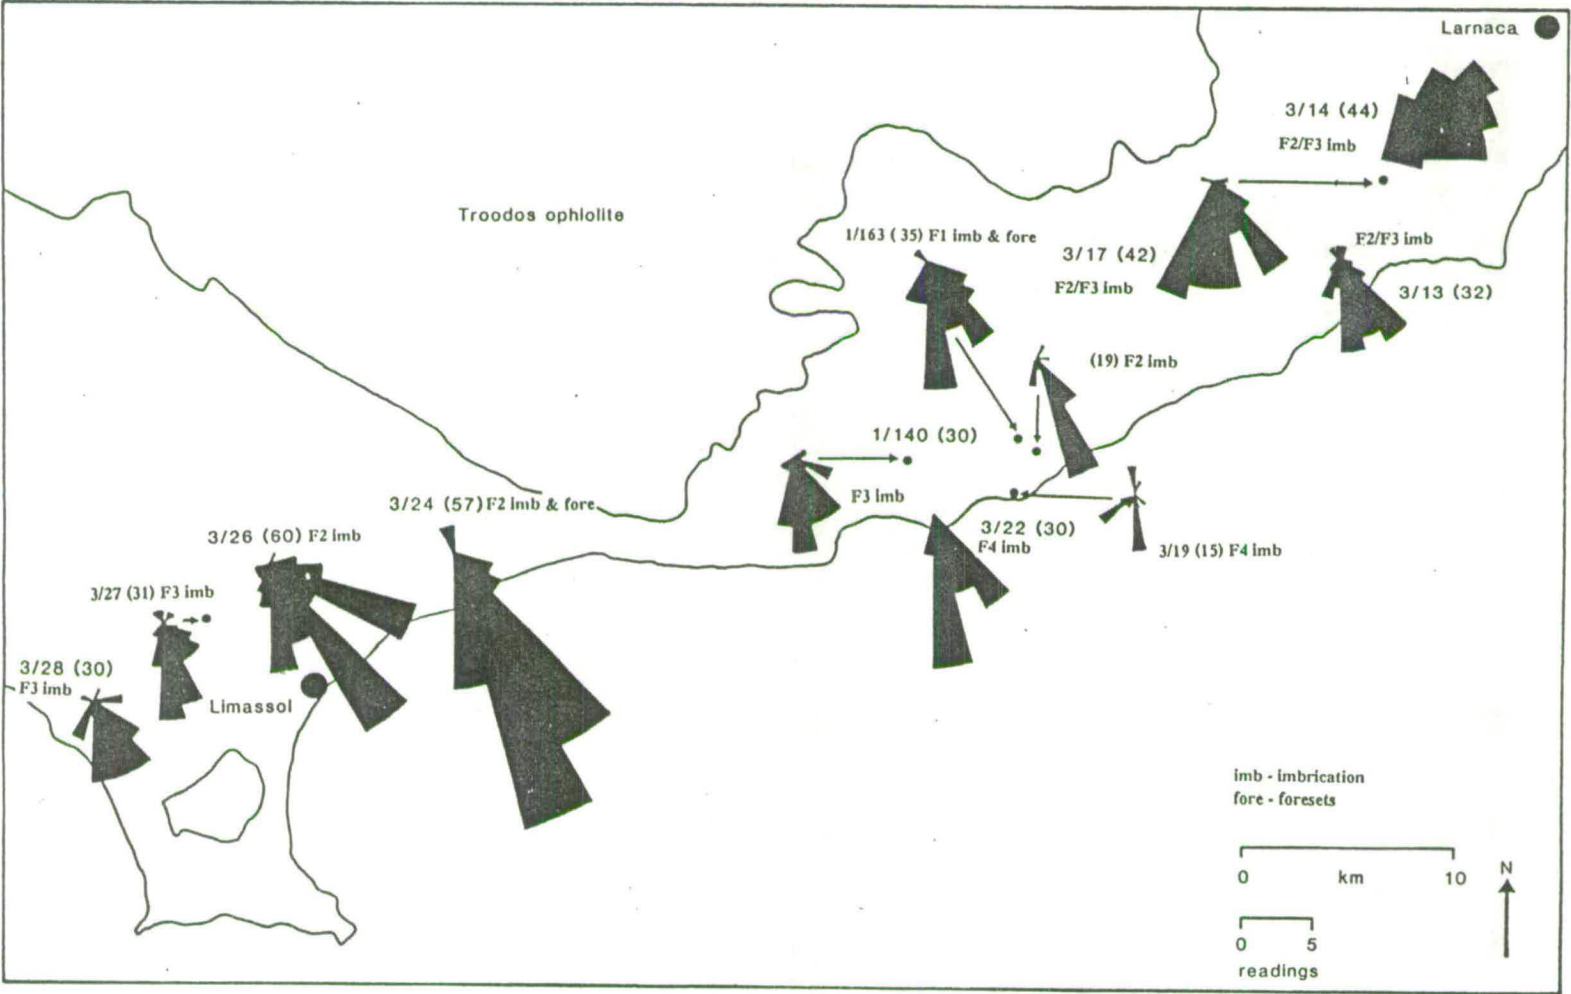 Larnaca
3/14 (44)
F2/F3 imb
Troodos ophiolite
1/163 (35) F1 imb & fore
3/17 (42)
F2/F3 imb
F2/F3 imb
3/13 (32)
(19) F2 imb
1/140 (30)
F3 imb
3/24 (57) F2 imb & fore
3/22 (30)
F4 imb
3/26 (60) F2 imb
3/19 (15) F4 imb
3/27 (31) F3 imb
3/28 (30)
F3 imb
Limassol
imb - imbrication
fore - foresets
0 km 10
N
0 5
readings